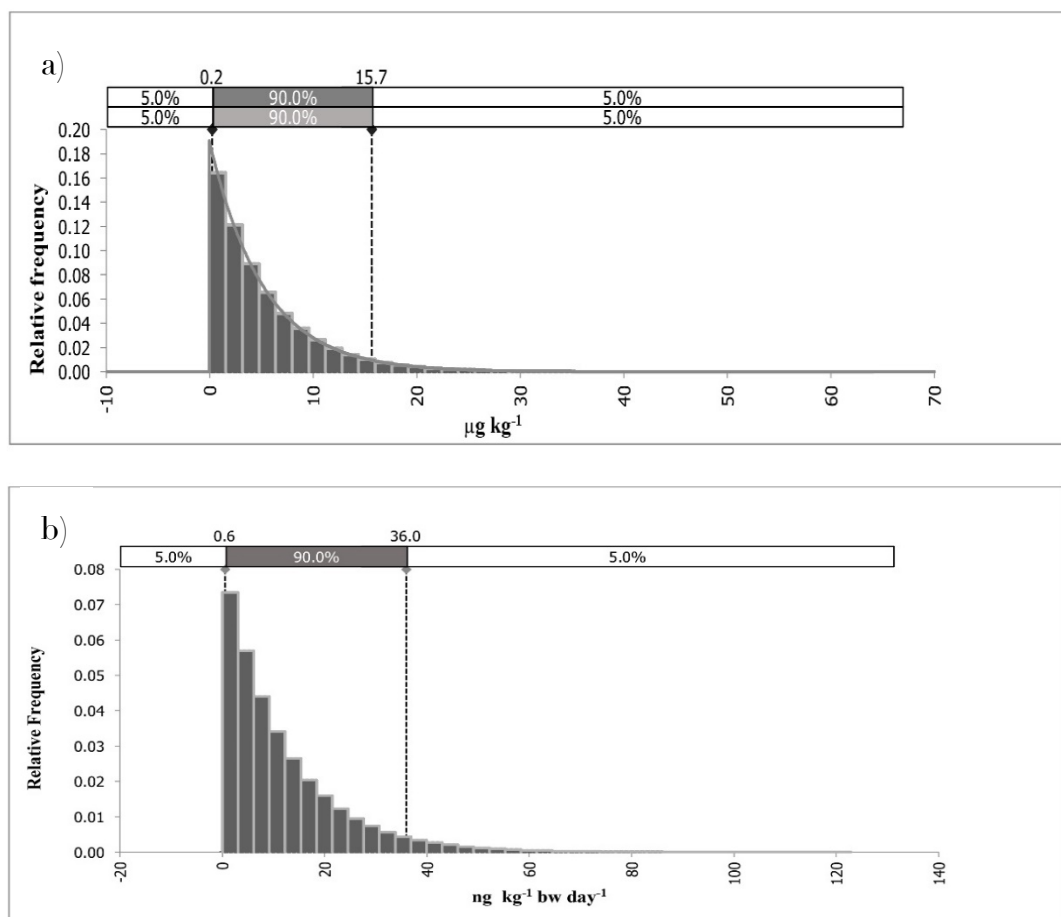 a)
0.2 15.7
5.0% 90.0% 5.0%
5.0% 90.0% 5.0%
0.20
0.18
0.16
0.14
0.12
0.10
0.08
0.06
0.04
0.02
0.00
Relative frequency
-10 0 10 20 30 40 50 60 70
µg kg⁻¹
b)
0.6 36.0
5.0% 90.0% 5.0%
0.08
0.07
0.06
0.05
0.04
0.03
0.02
0.01
0.00
Relative Frequency
-20 0 20 40 60 80 100 120 140
ng kg⁻¹ bw day⁻¹